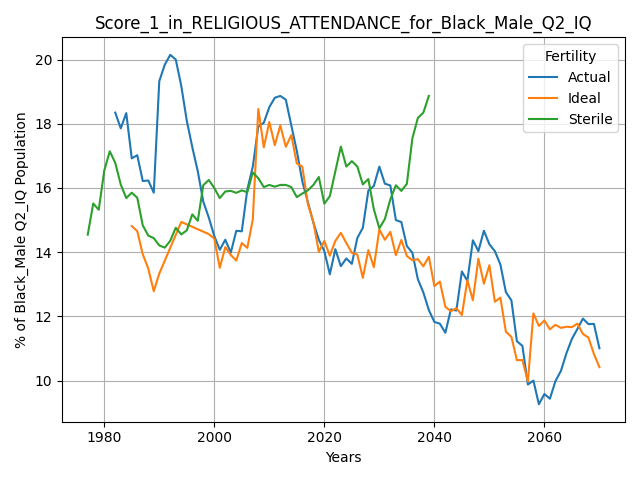 Score_1_in_RELIGIOUS_ATTENDANCE_for_Black_Male_Q2_IQ
% of Black_Male Q2_IQ Population
20
18
16
14
12
10
1980
2000
2020
2040
2060
Years
Fertility
Actual
Ideal
Sterile